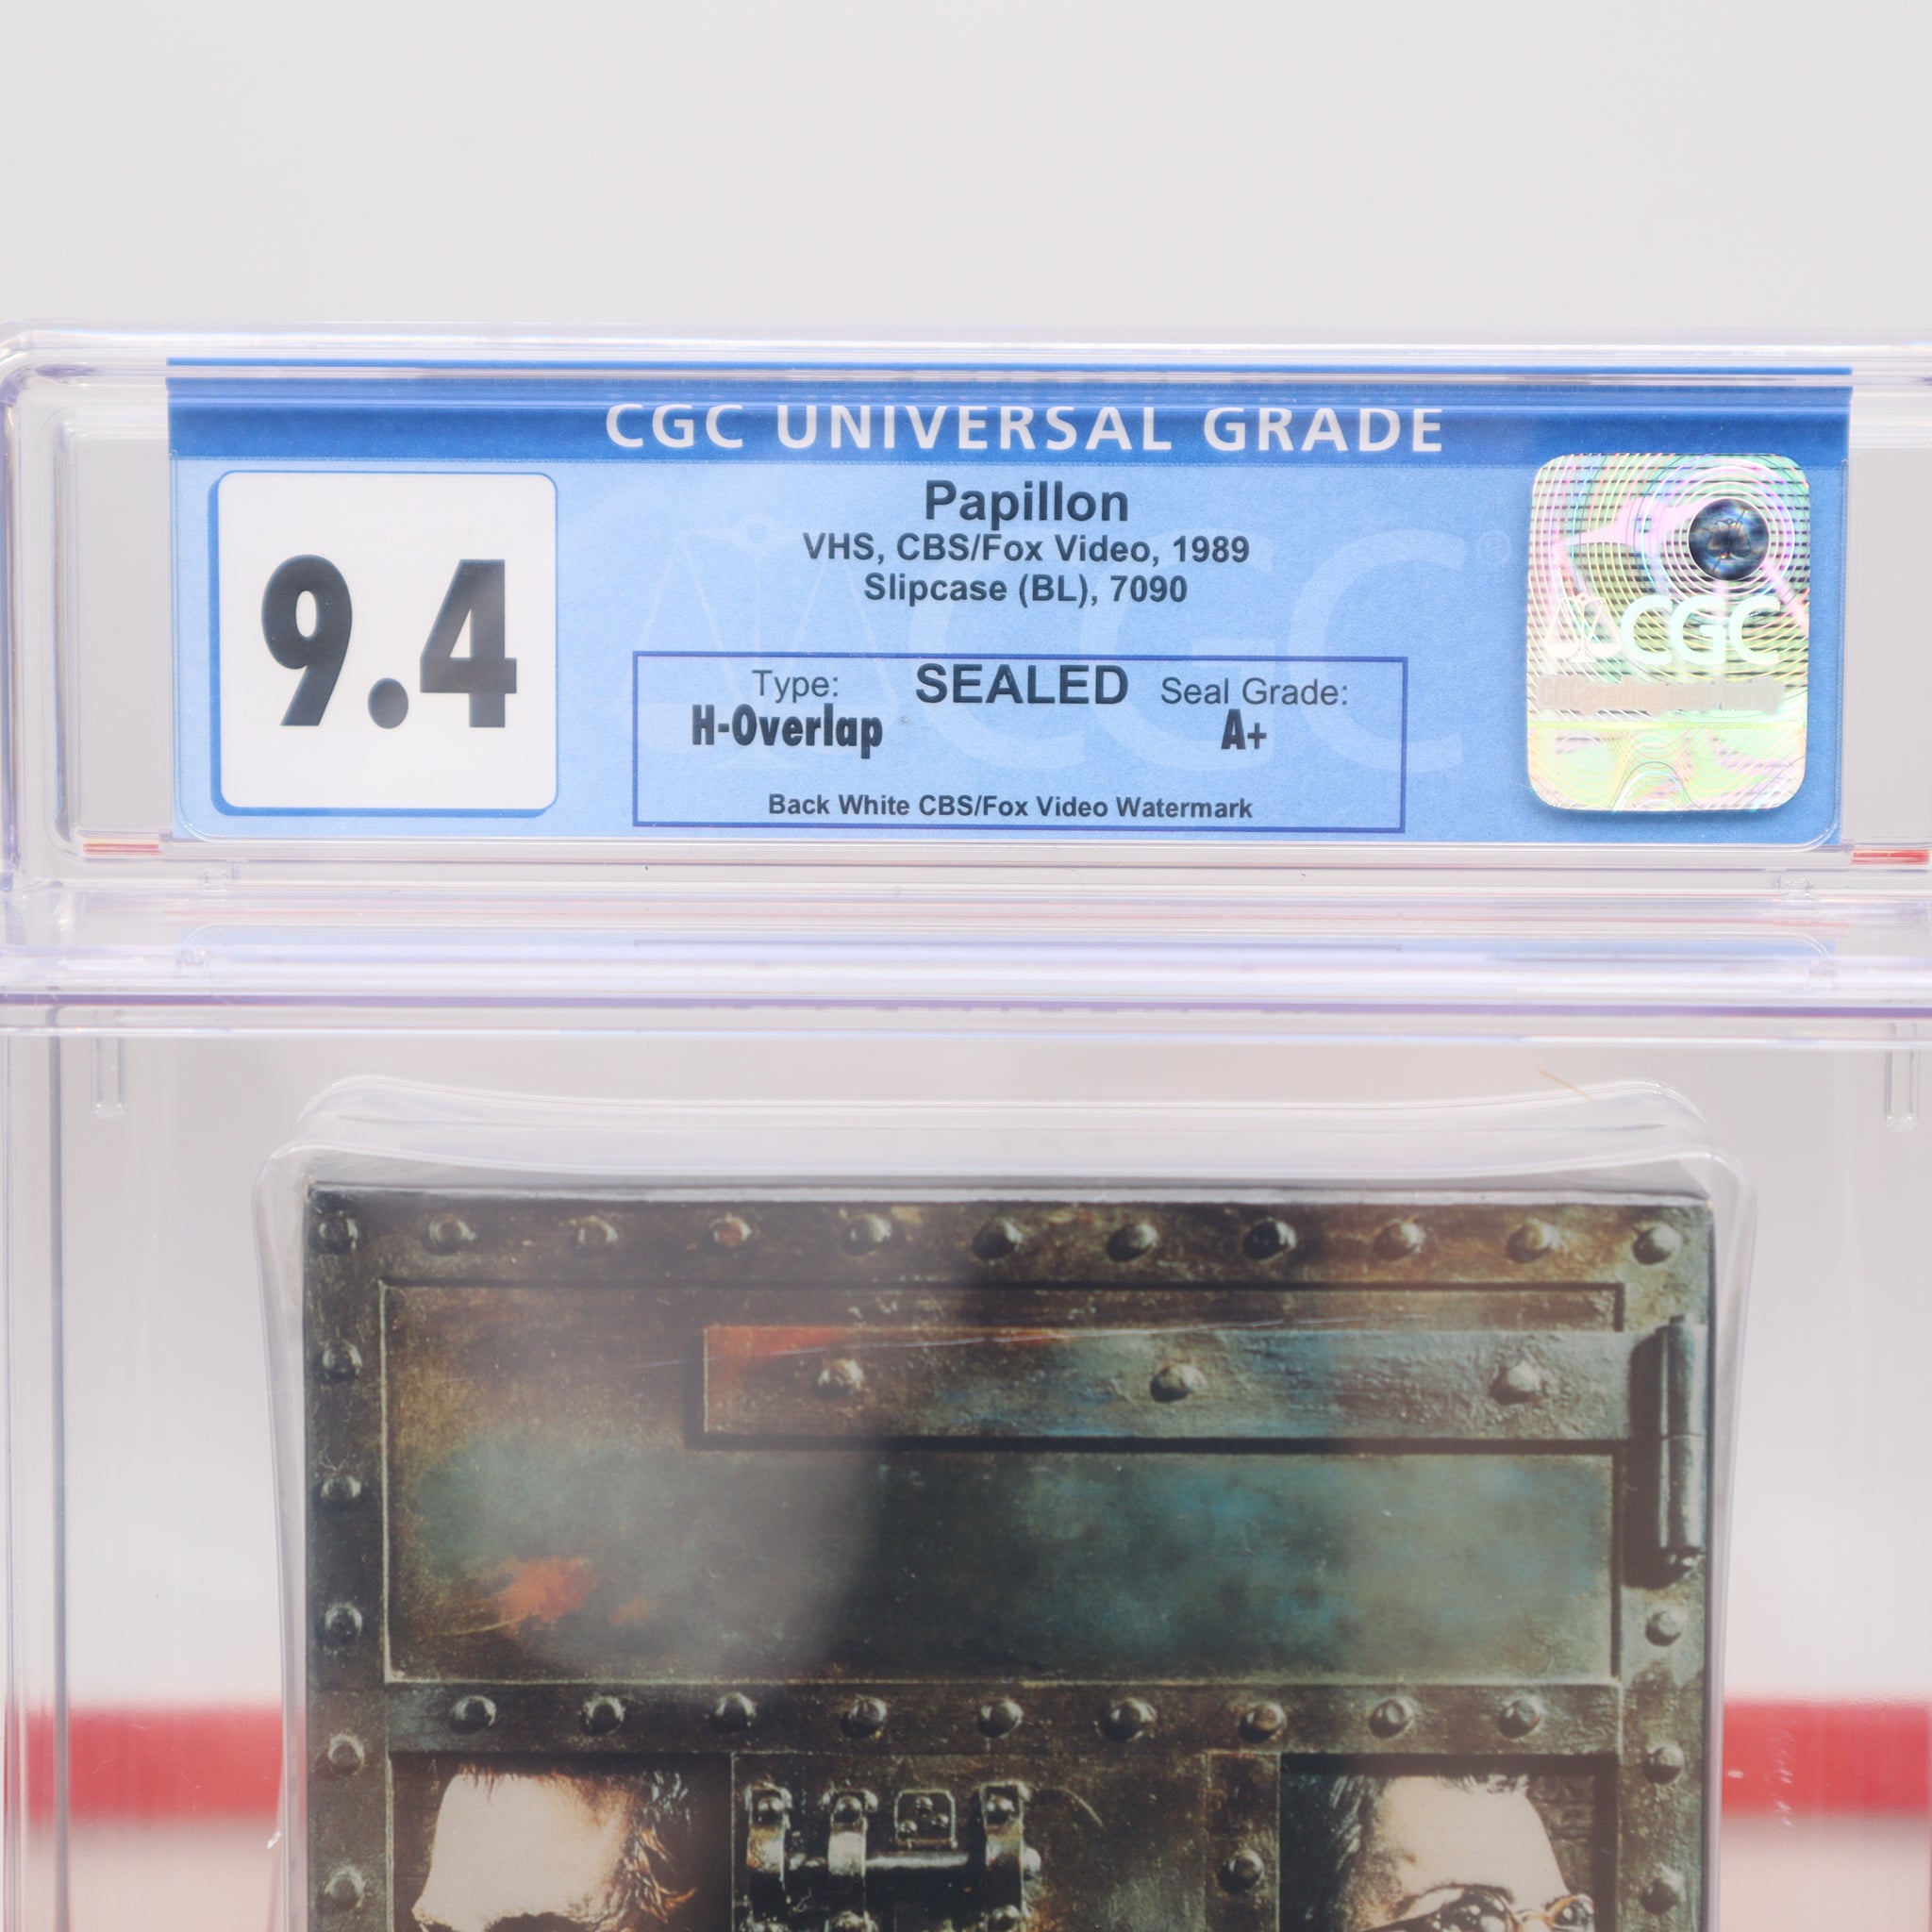 CGC UNIVERSAL GRADE
9.4
Papillon
VHS, CBS/Fox Video, 1989
Slipcase (BL), 7090
SEALED
Type:
H-Overlap
Seal Grade:
A+
Back White CBS/Fox Video Watermark
CGC